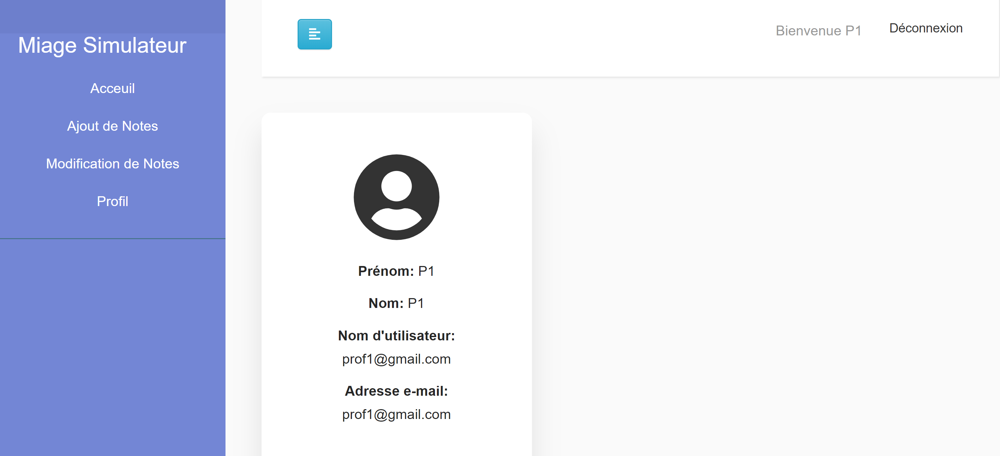 Miage Simulateur
Acceuil
Ajout de Notes
Modification de Notes
Profil
Bienvenue P1
Déconnexion
Prénom: P1
Nom: P1
Nom d'utilisateur:
prof1@gmail.com
Adresse e-mail:
prof1@gmail.com